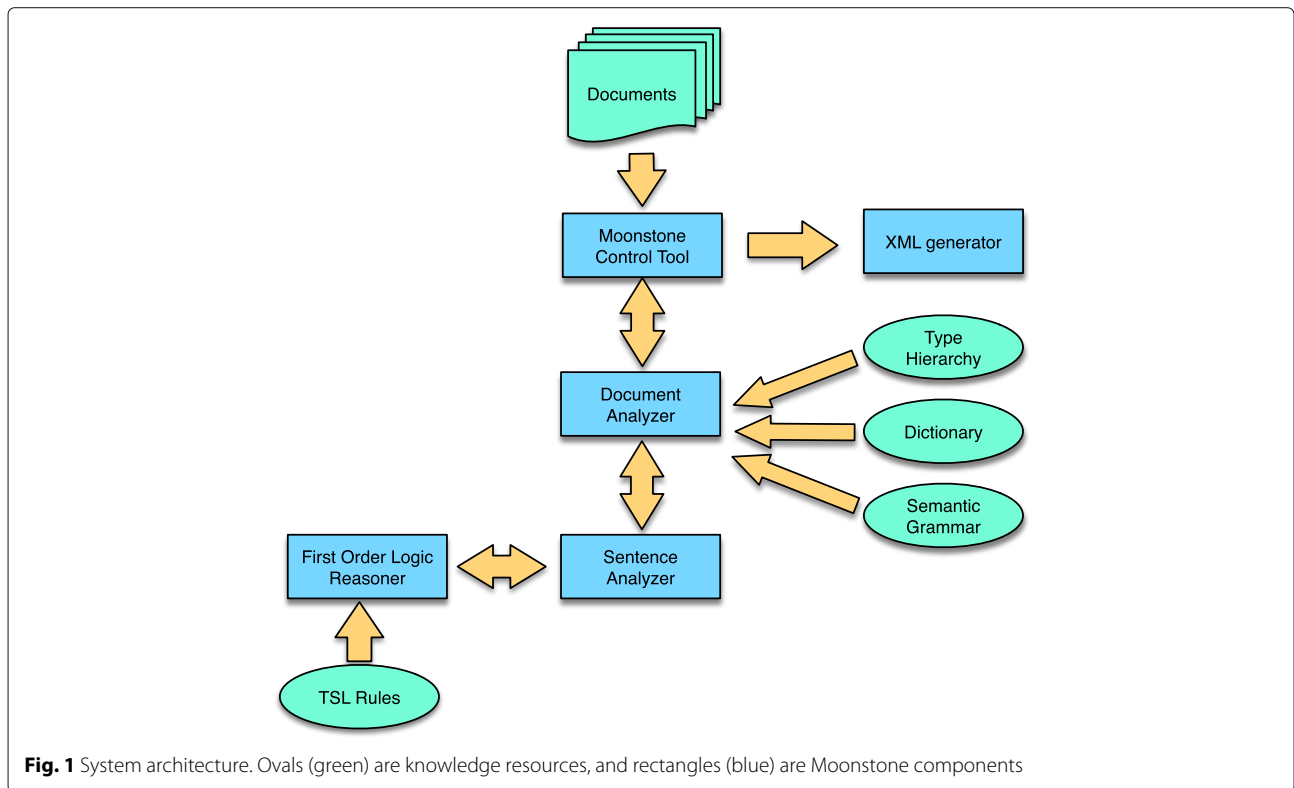 Documents
Moonstone
Control Tool
XML generator
Type
Hierarchy
Document
Analyzer
Dictionary
Semantic
Grammar
First Order Logic
Reasoner
Sentence
Analyzer
TSL Rules
Fig. 1 System architecture. Ovals (green) are knowledge resources, and rectangles (blue) are Moonstone components